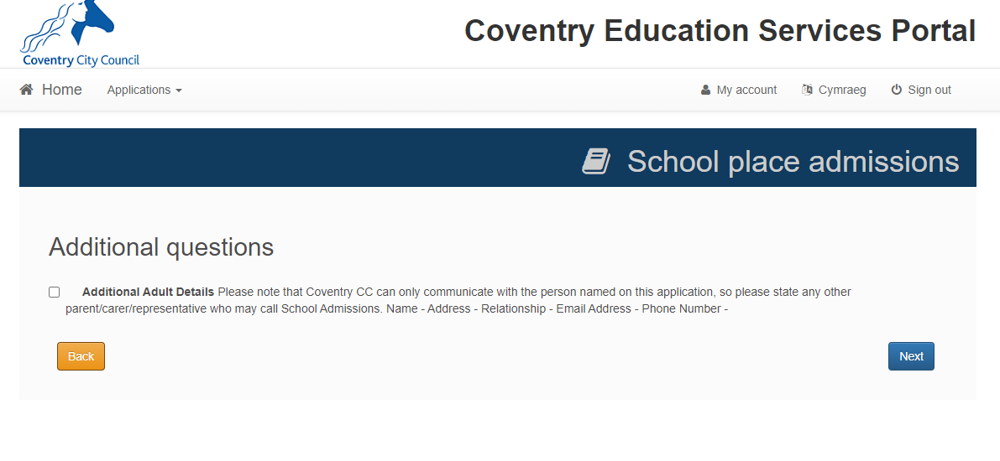 Coventry City Council
Coventry Education Services Portal
Home Applications My account Cymraeg Sign out
School place admissions
Additional questions
Additional Adult Details Please note that Coventry CC can only communicate with the person named on this application, so please state any other
parent/carer/representative who may call School Admissions. Name - Address - Relationship - Email Address - Phone Number -
Back Next